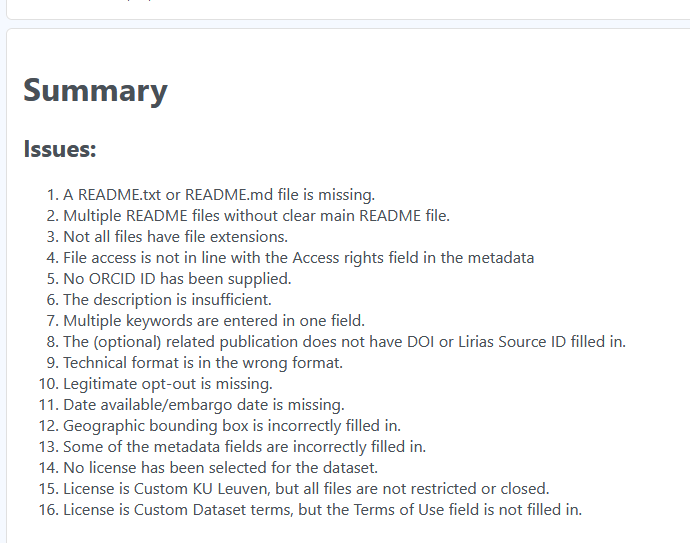 Summary
Issues:
1. A README.txt or README.md file is missing.
2. Multiple README files without clear main README file.
3. Not all files have file extensions.
4. File access is not in line with the Access rights field in the metadata
5. No ORCID ID has been supplied.
6. The description is insufficient.
7. Multiple keywords are entered in one field.
8. The (optional) related publication does not have DOI or Lirias Source ID filled in.
9. Technical format is in the wrong format.
10. Legitimate opt-out is missing.
11. Date available/embargo date is missing.
12. Geographic bounding box is incorrectly filled in.
13. Some of the metadata fields are incorrectly filled in.
14. No license has been selected for the dataset.
15. License is Custom KU Leuven, but all files are not restricted or closed.
16. License is Custom Dataset terms, but the Terms of Use field is not filled in.